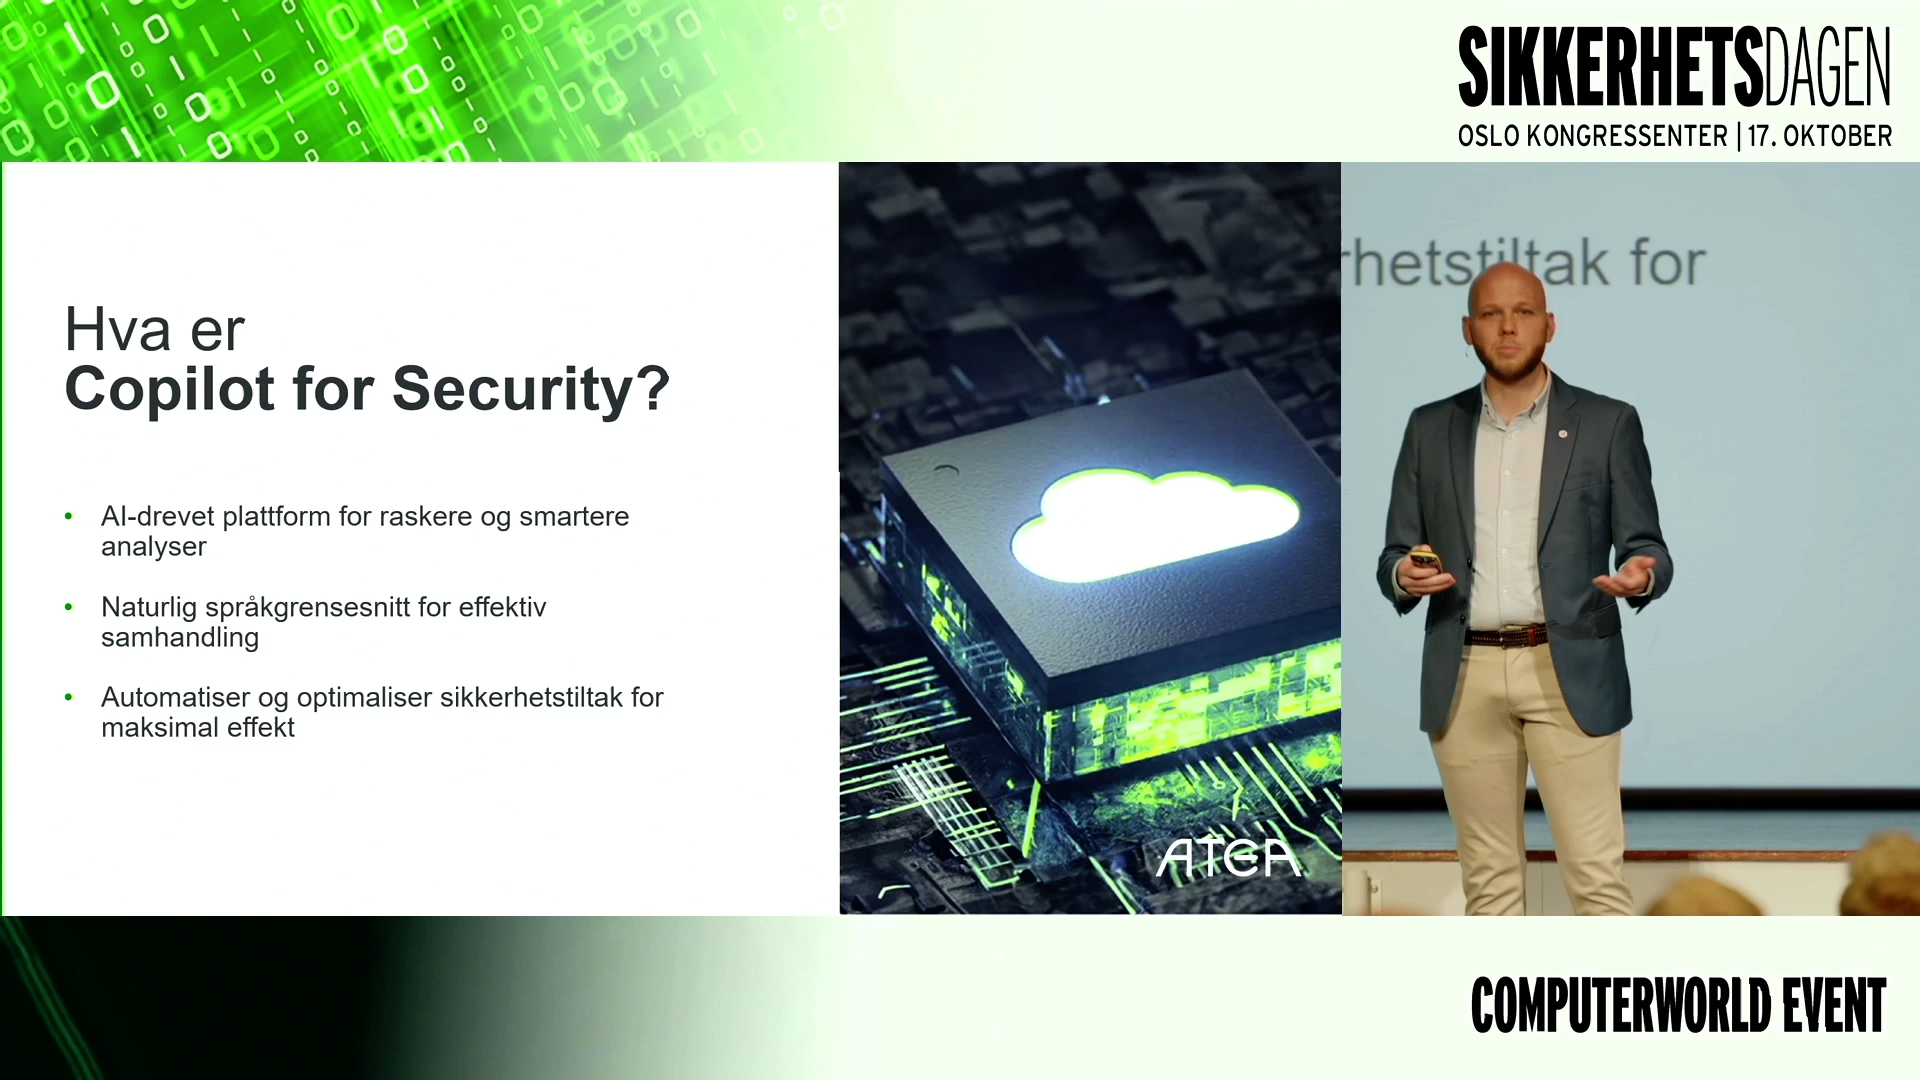 SIKKERHETSDAGEN
OSLO KONGRESSENTER | 17. OKTOBER
Hva er
Copilot for Security?
• AI-drevet plattform for raskere og smartere
analyser
• Naturlig språkgrensesnitt for effektiv
samhandling
• Automatiser og optimaliser sikkerhetstiltak for
maksimal effekt
ATEA
rhetstiltak for
COMPUTERWORLD EVENT